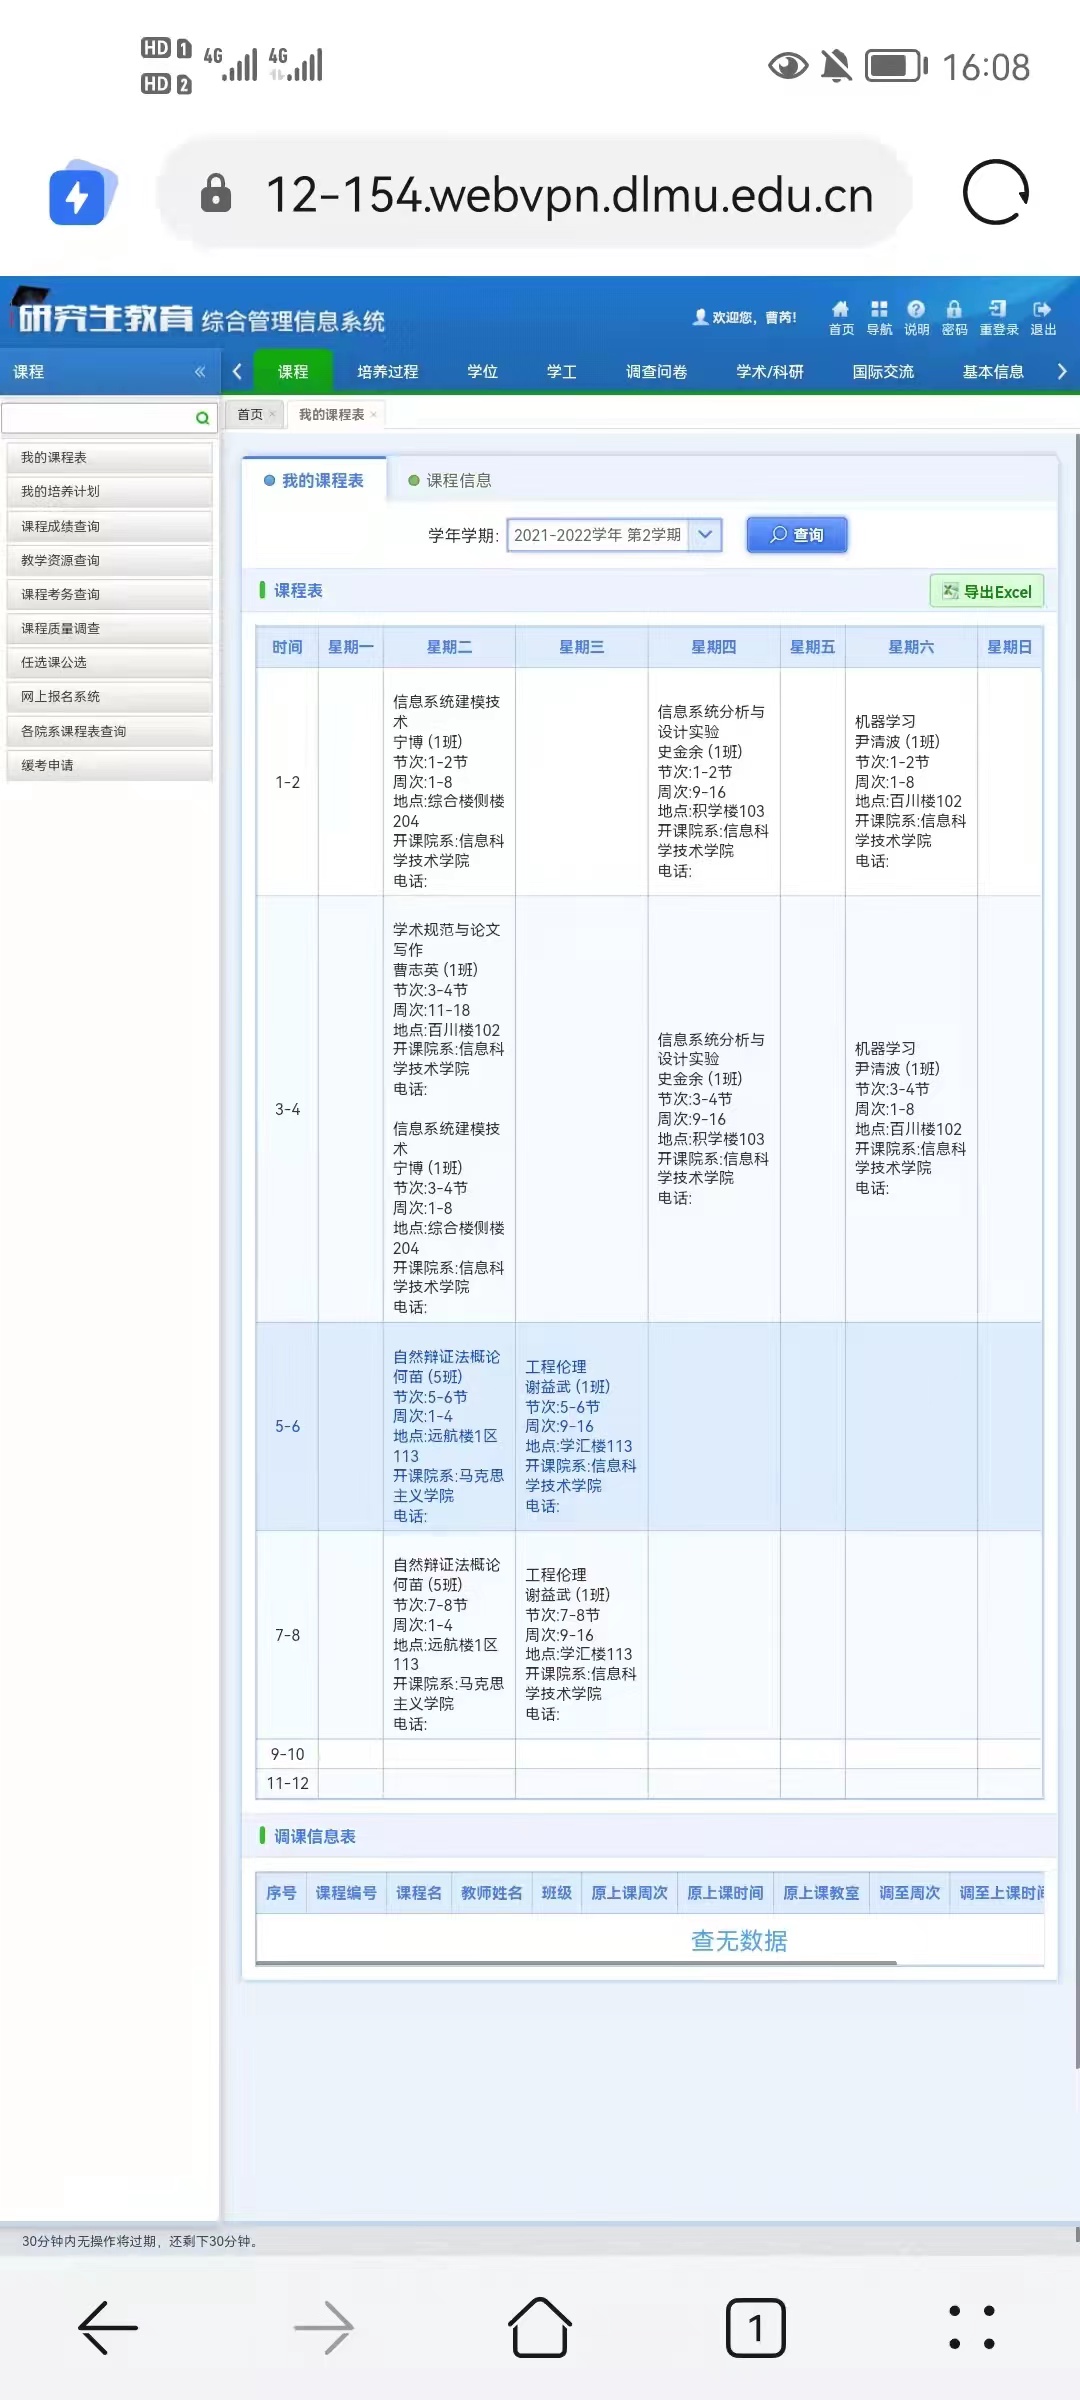 HD 1
HD 2
4G
4G
16:08
12-154.webvpn.dlmu.edu.cn
研究生教育 综合管理信息系统
欢迎您，曹芮!
首页 导航 说明 密码 重登录 退出
课程
«
课程 培养过程 学位 学工 调查问卷 学术/科研 国际交流 基本信息
首页 ×
我的课程表 ×
我的课程表
我的培养计划
课程成绩查询
教学资源查询
课程考务查询
课程质量调查
任选课公选
网上报名系统
各院系课程表查询
缓考申请
我的课程表
课程信息
学年学期: 2021-2022学年 第2学期
查询
课程表
导出Excel
时间 星期一 星期二 星期三 星期四 星期五 星期六 星期日
1-2
信息系统建模技
术
宁博 (1班)
节次:1-2节
周次:1-8
地点:综合楼侧楼
204
开课院系:信息科
学技术学院
电话:
信息系统分析与
设计实验
史金余 (1班)
节次:1-2节
周次:9-16
地点:积学楼103
开课院系:信息科
学技术学院
电话:
机器学习
尹清波 (1班)
节次:1-2节
周次:1-8
地点:百川楼102
开课院系:信息科
学技术学院
电话:
3-4
学术规范与论文
写作
曹志英 (1班)
节次:3-4节
周次:11-18
地点:百川楼102
开课院系:信息科
学技术学院
电话:
信息系统建模技
术
宁博 (1班)
节次:3-4节
周次:1-8
地点:综合楼侧楼
204
开课院系:信息科
学技术学院
电话:
信息系统分析与
设计实验
史金余 (1班)
节次:3-4节
周次:9-16
地点:积学楼103
开课院系:信息科
学技术学院
电话:
机器学习
尹清波 (1班)
节次:3-4节
周次:1-8
地点:百川楼102
开课院系:信息科
学技术学院
电话:
5-6
自然辩证法概论
何苗 (5班)
节次:5-6节
周次:1-4
地点:远航楼1区
113
开课院系:马克思
主义学院
电话:
工程伦理
谢益武 (1班)
节次:5-6节
周次:9-16
地点:学汇楼113
开课院系:信息科
学技术学院
电话:
7-8
自然辩证法概论
何苗 (5班)
节次:7-8节
周次:1-4
地点:远航楼1区
113
开课院系:马克思
主义学院
电话:
工程伦理
谢益武 (1班)
节次:7-8节
周次:9-16
地点:学汇楼113
开课院系:信息科
学技术学院
电话:
9-10
11-12
调课信息表
序号 课程编号 课程名 教师姓名 班级 原上课周次 原上课时间 原上课教室 调至周次 调至上课时间
查无数据
30分钟内无操作将过期，还剩下30分钟。
1